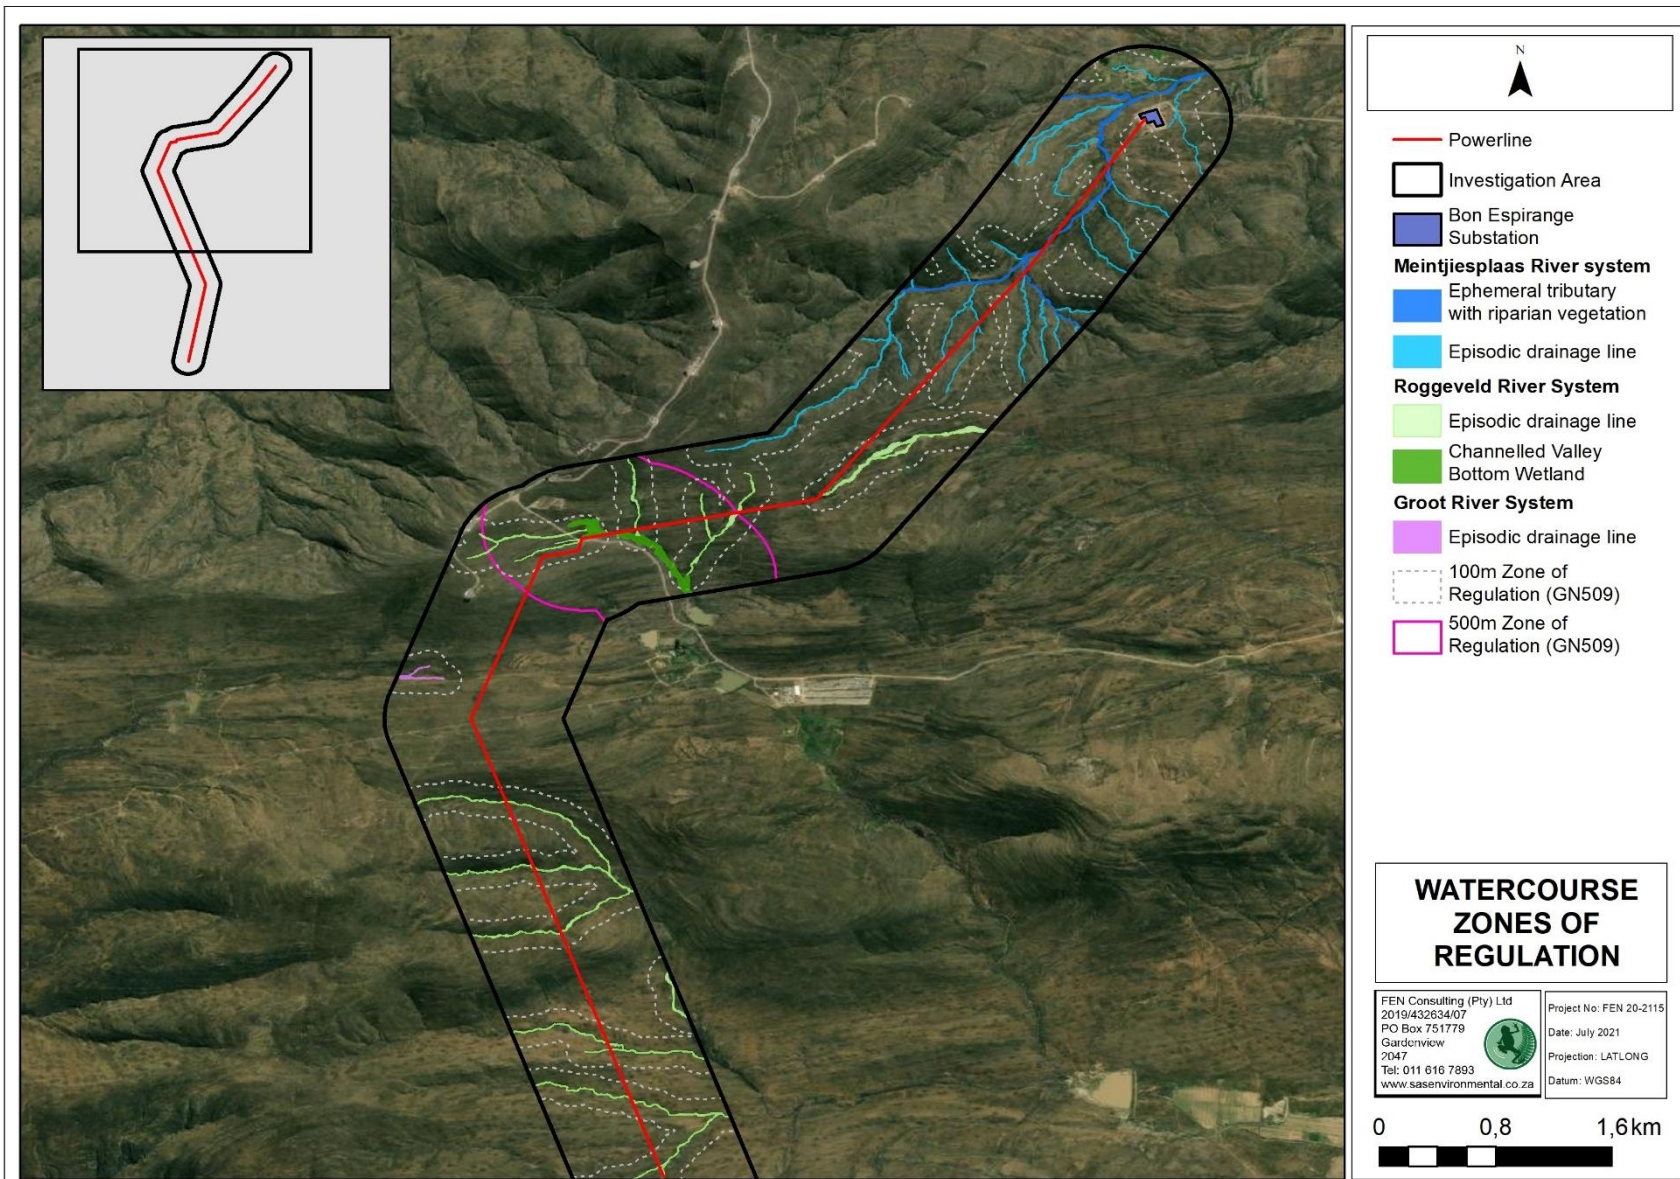 N
Powerline
Investigation Area
Bon Espirange
Substation
Meintjiesplaas River system
Ephemeral tributary
with riparian vegetation
Episodic drainage line
Roggeveld River System
Episodic drainage line
Channelled Valley
Bottom Wetland
Groot River System
Episodic drainage line
100m Zone of
Regulation (GN509)
500m Zone of
Regulation (GN509)
WATERCOURSE
ZONES OF
REGULATION
FEN Consulting (Pty) Ltd
2019/432634/07
PO Box 751779
Gardenview
2047
Tel: 011 616 7893
www.sasenvironmental.co.za
Project No: FEN 20-2115
Date: July 2021
Projection: LATLONG
Datum: WGS84
0 0,8 1,6km